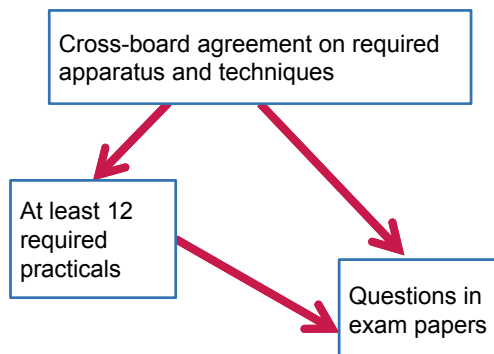 Cross-board agreement on required
apparatus and techniques
At least 12
required
practicals
Questions in
exam papers